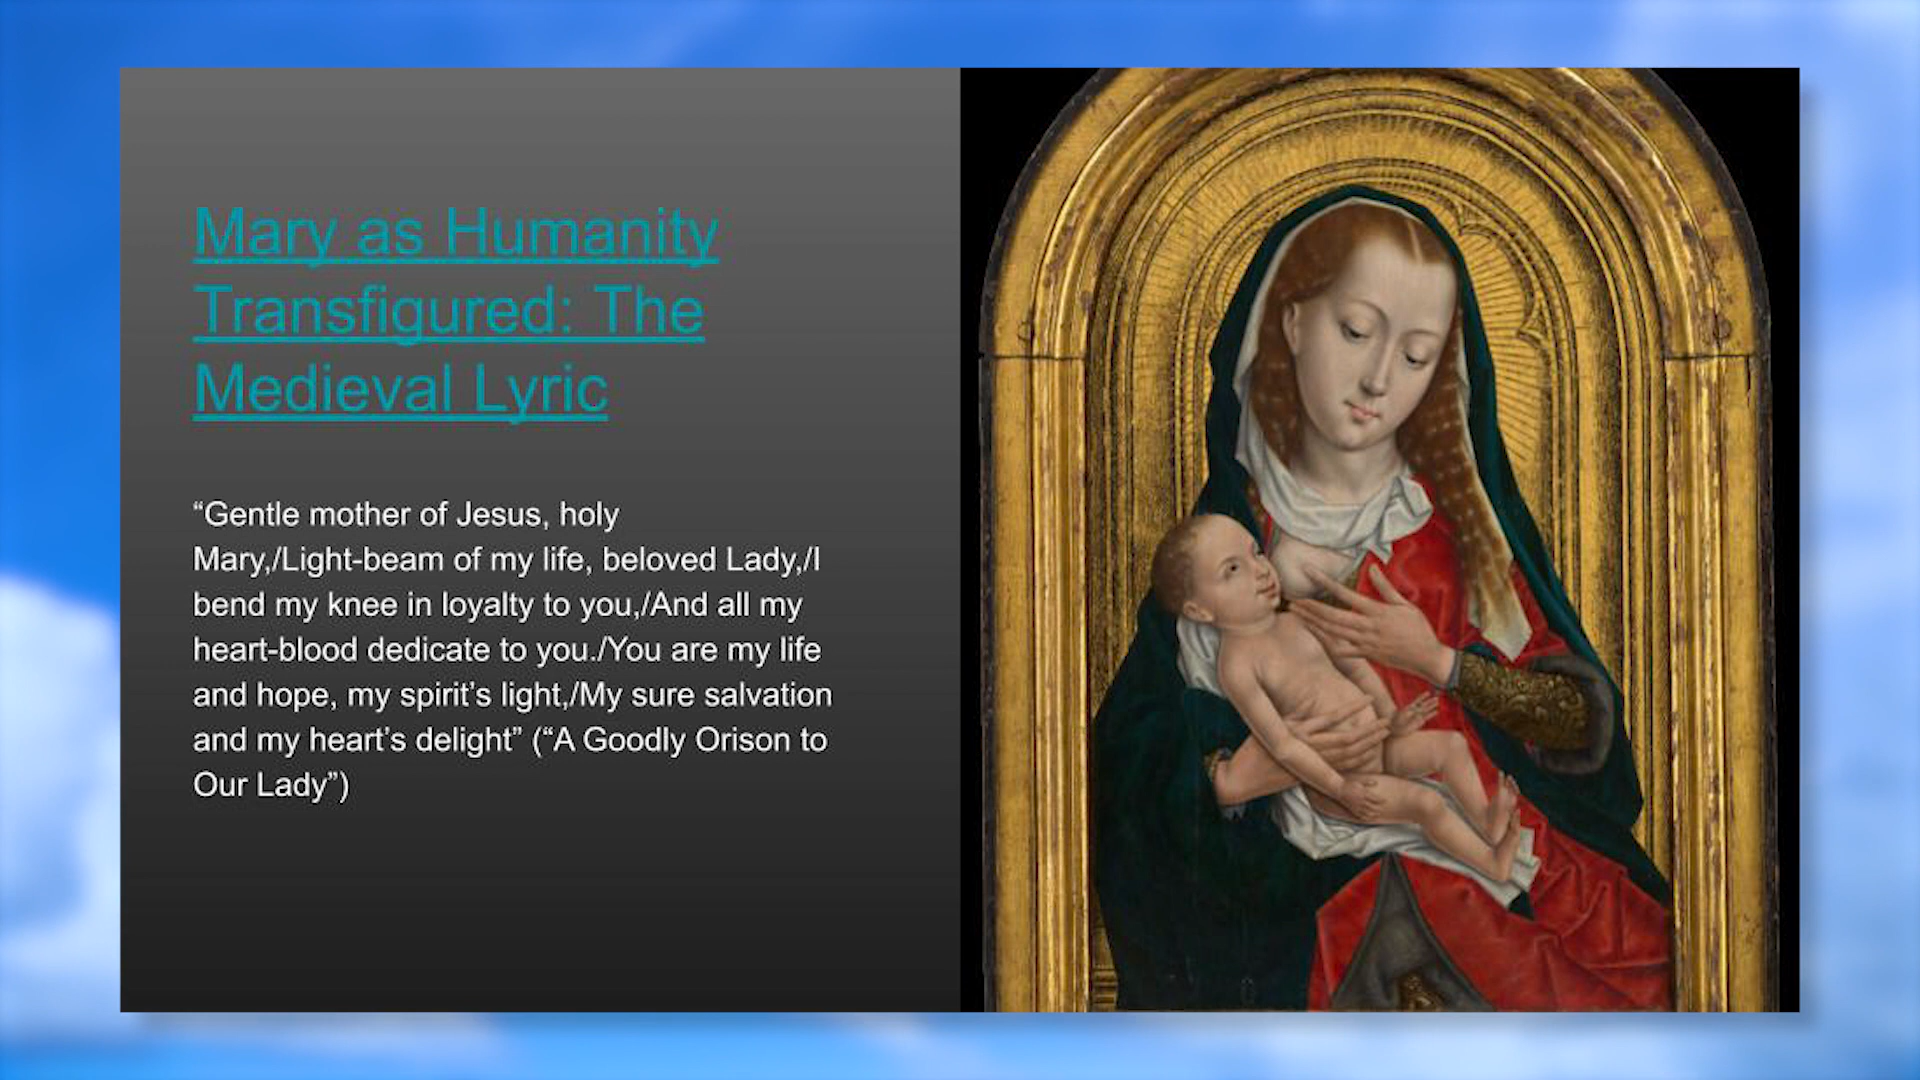 Mary as Humanity
Transfigured: The
Medieval Lyric
“Gentle mother of Jesus, holy
Mary,/Light-beam of my life, beloved Lady,/I
bend my knee in loyalty to you,/And all my
heart-blood dedicate to you./You are my life
and hope, my spirit’s light,/My sure salvation
and my heart’s delight” (“A Goodly Orison to
Our Lady”)